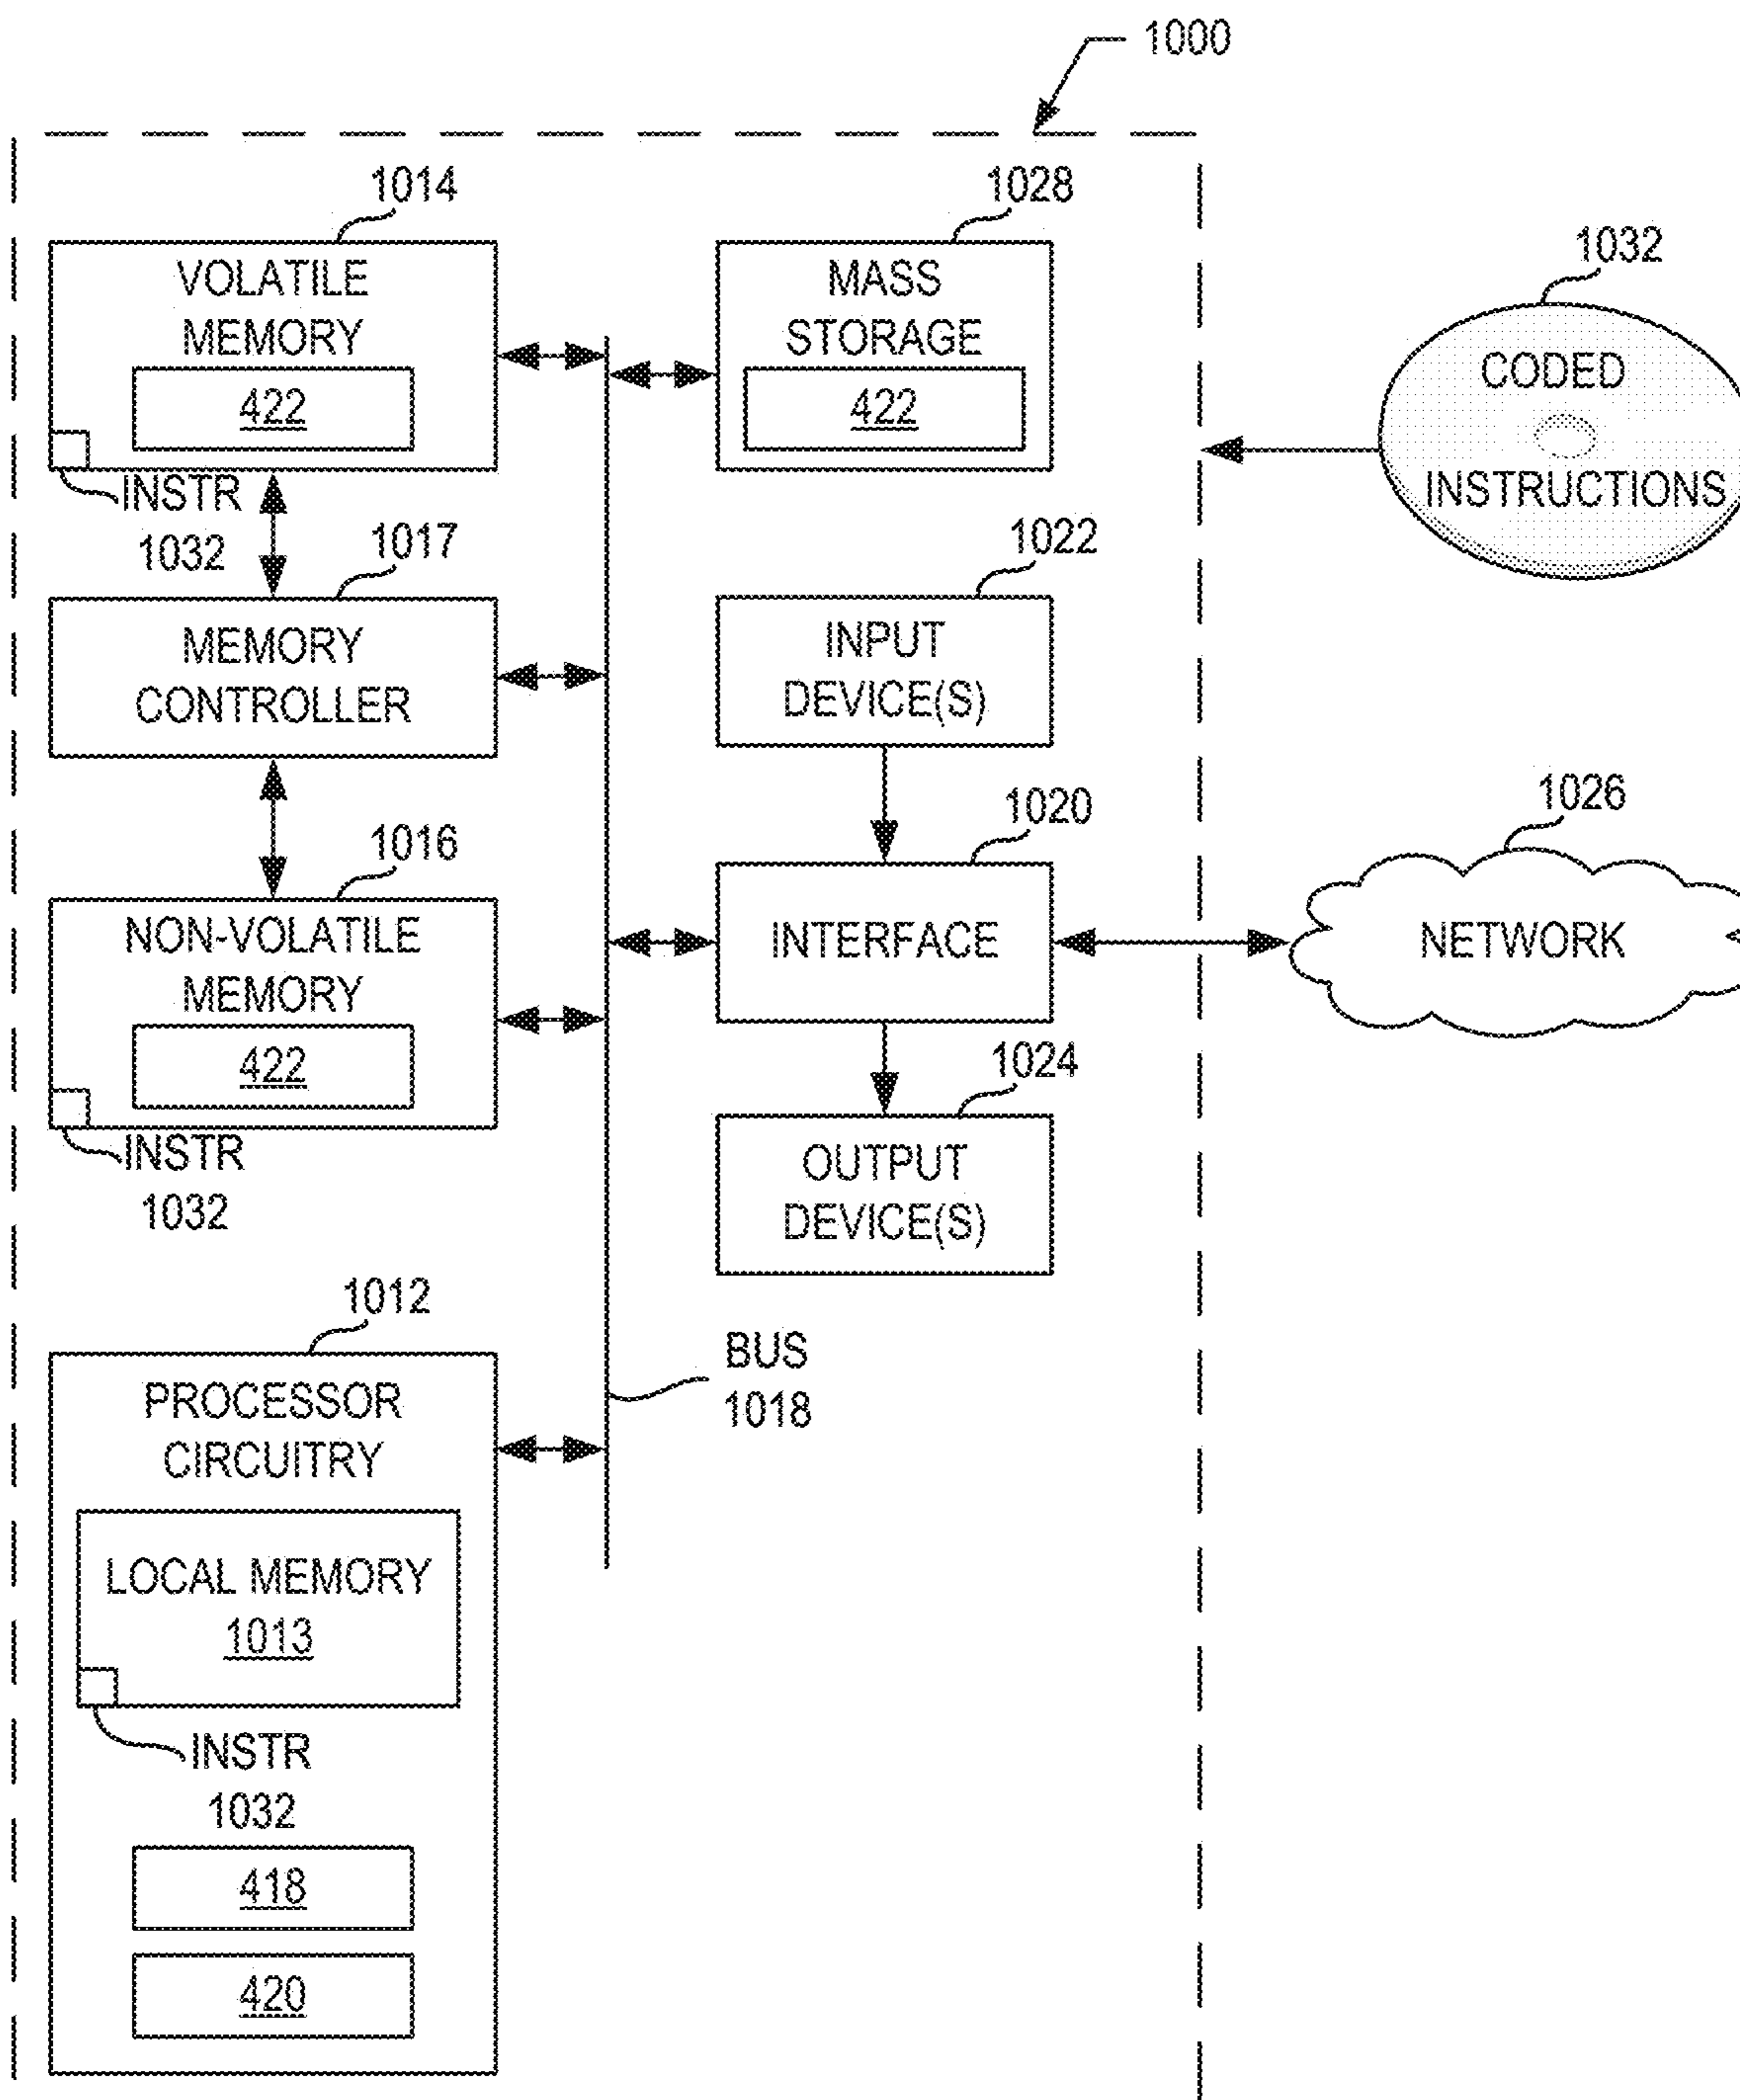 1000
1014
VOLATILE
MEMORY
422
INSTR
1032
1028
MASS
STORAGE
422
1032
CODED
INSTRUCTIONS
1017
MEMORY
CONTROLLER
1022
INPUT
DEVICE(S)
1016
NON-VOLATILE
MEMORY
422
INSTR
1032
1020
INTERFACE
1026
NETWORK
1024
OUTPUT
DEVICE(S)
1012
PROCESSOR
CIRCUITRY
LOCAL MEMORY
1013
INSTR
1032
418
420
BUS
1018